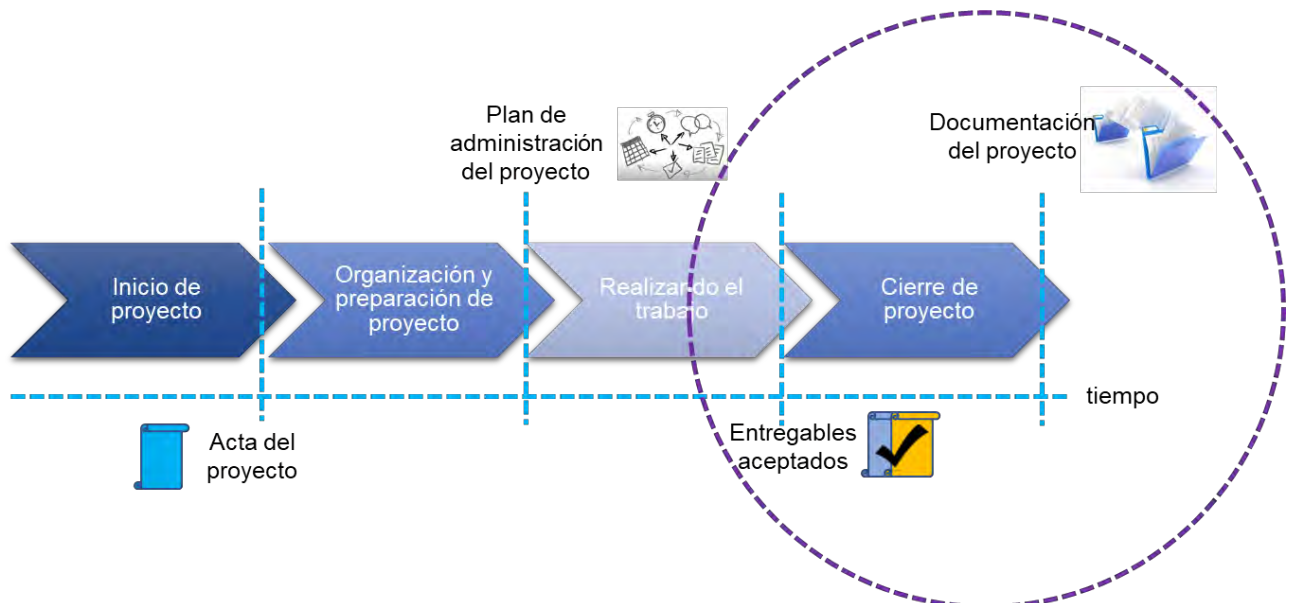 Plan de
administración
del proyecto
Documentación
del proyecto
Inicio de
proyecto
Organización y
preparación de
proyecto
Realizando el
trabajo
Cierre de
proyecto
tiempo
Acta del
proyecto
Entregables
aceptados